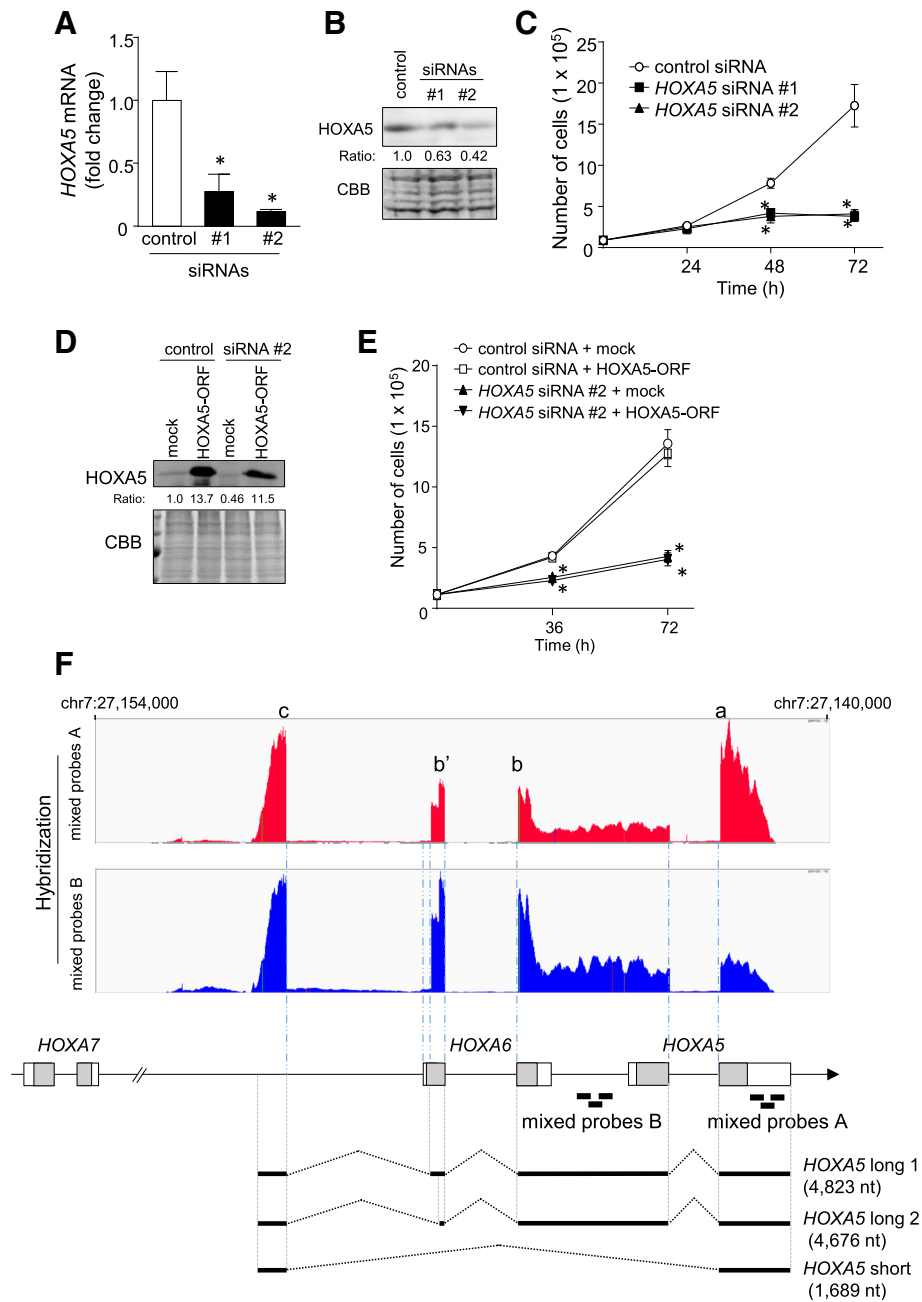 A
HOXA5 mRNA
(fold change)
1.5
1.0
0.5
0
*
*
control #1 #2
siRNAs
B
control
siRNAs
#1 #2
HOXA5
Ratio: 1.0 0.63 0.42
CBB
C
Number of cells (1 x 10⁵)
25
20
15
10
5
0
control siRNA
HOXA5 siRNA #1
HOXA5 siRNA #2
*
*
*
*
24 48 72
Time (h)
D
control siRNA #2
mock
HOXA5-ORF
mock
HOXA5-ORF
HOXA5
Ratio: 1.0 13.7 0.46 11.5
CBB
E
control siRNA + mock
control siRNA + HOXA5-ORF
HOXA5 siRNA #2 + mock
HOXA5 siRNA #2 + HOXA5-ORF
Number of cells (1 x 10⁵)
20
15
10
5
0
*
*
*
*
36 72
Time (h)
F
chr7:27,154,000 chr7:27,140,000
Hybridization
mixed probes A
mixed probes B
c
b'
b
a
HOXA7 HOXA6 HOXA5
mixed probes B mixed probes A
HOXA5 long 1
(4,823 nt)
HOXA5 long 2
(4,676 nt)
HOXA5 short
(1,689 nt)